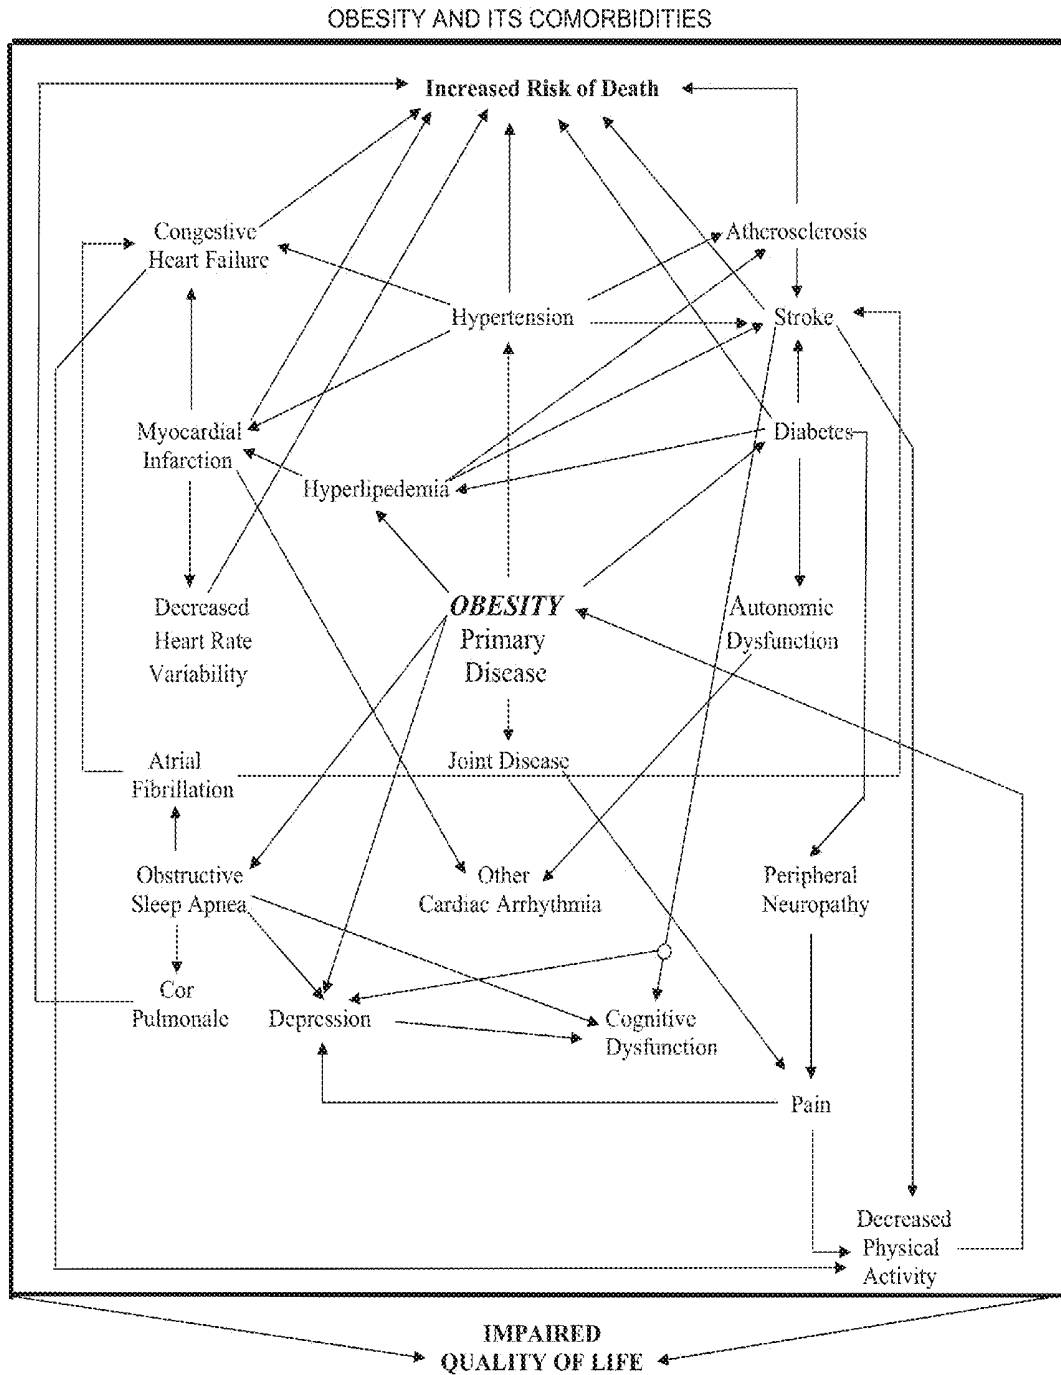 OBESITY AND ITS COMORBIDITIES
Increased Risk of Death
Congestive
Heart Failure
Atherosclerosis
Hypertension
Stroke
Myocardial
Infarction
Diabetes
Hyperlipedemia
Decreased
Heart Rate
Variability
OBESITY
Primary
Disease
Autonomic
Dysfunction
Atrial
Fibrillation
Joint Disease
Obstructive
Sleep Apnea
Other
Cardiac Arrhythmia
Peripheral
Neuropathy
Cor
Pulmonale
Depression
Cognitive
Dysfunction
Pain
Decreased
Physical
Activity
IMPAIRED
QUALITY OF LIFE